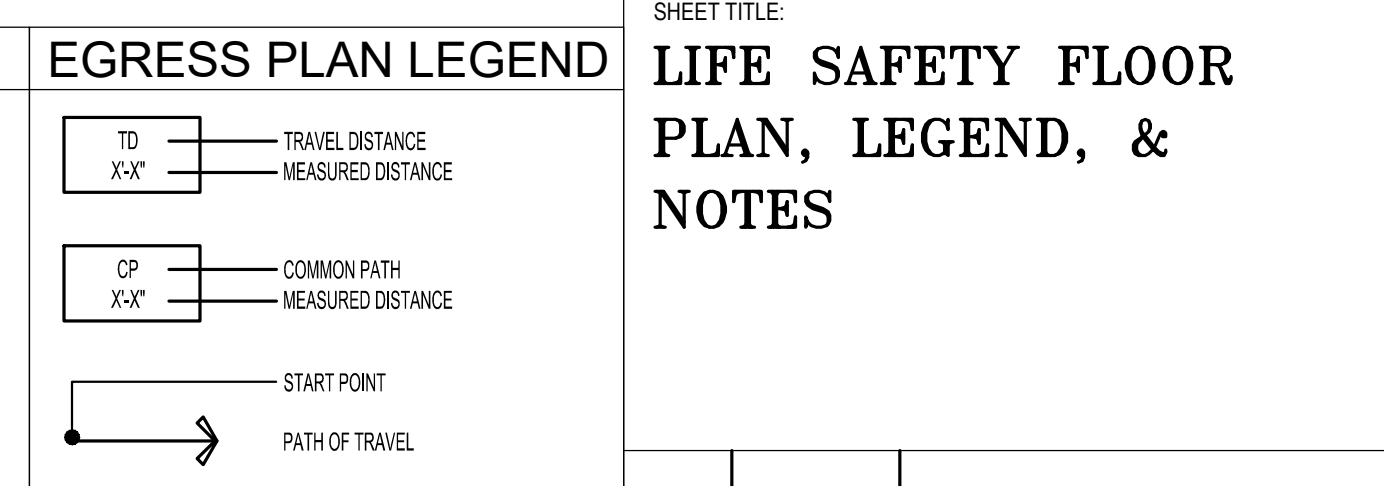 EGRESS PLAN LEGEND
TD
TRAVEL DISTANCE
X'-X"
MEASURED DISTANCE
CP
COMMON PATH
X'-X"
MEASURED DISTANCE
START POINT
PATH OF TRAVEL
SHEET TITLE:
LIFE SAFETY FLOOR
PLAN, LEGEND, &
NOTES